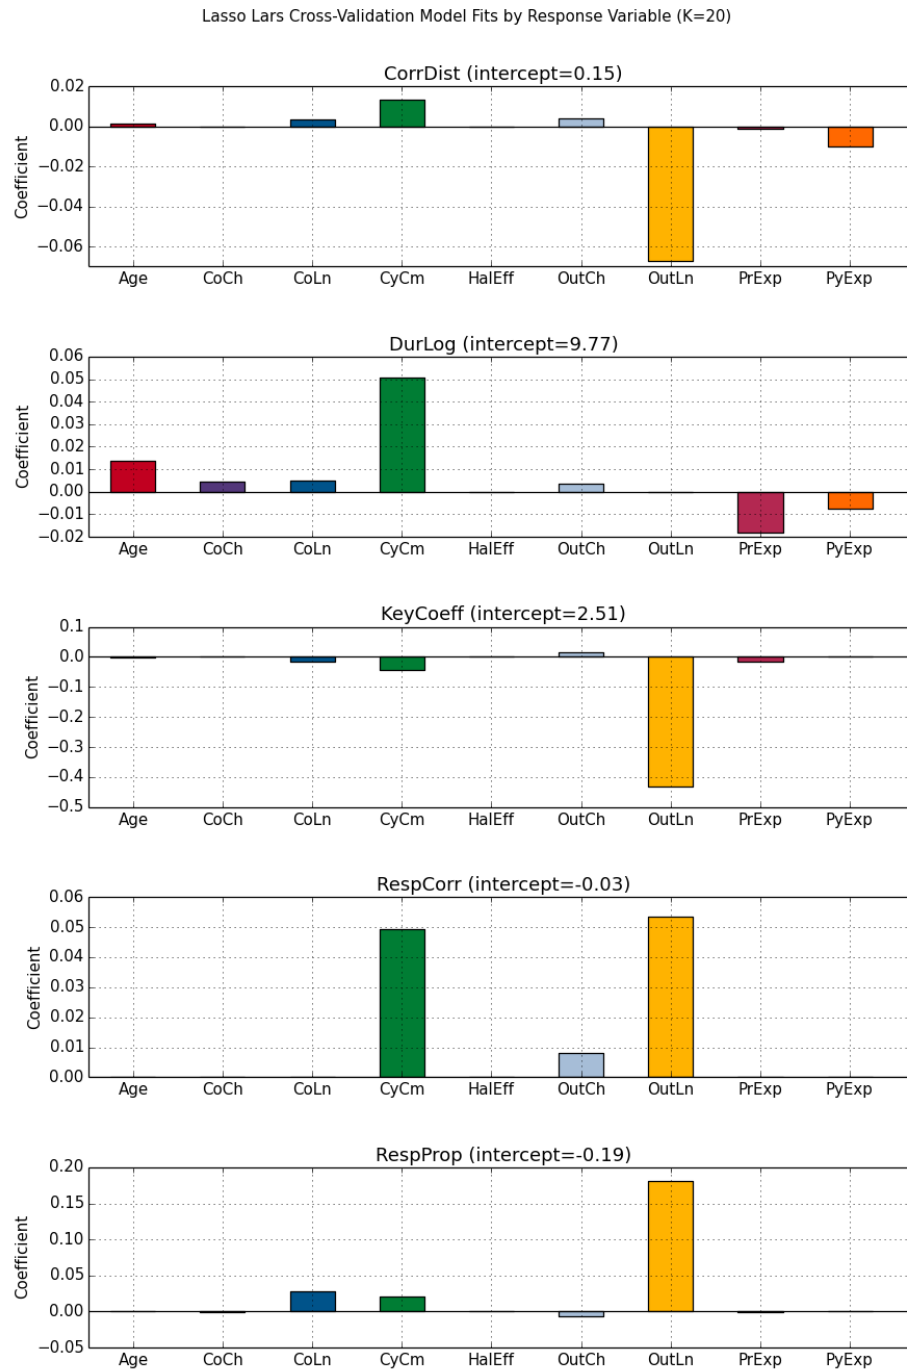 Lasso Lars Cross-Validation Model Fits by Response Variable (K=20)
CorrDist (intercept=0.15)
0.02
0.00
−0.02
−0.04
−0.06
Coefficient
Age CoCh CoLn CyCm HalEff OutCh OutLn PrExp PyExp
DurLog (intercept=9.77)
0.06
0.05
0.04
0.03
0.02
0.01
0.00
−0.01
−0.02
Coefficient
Age CoCh CoLn CyCm HalEff OutCh OutLn PrExp PyExp
KeyCoeff (intercept=2.51)
0.1
0.0
−0.1
−0.2
−0.3
−0.4
−0.5
Coefficient
Age CoCh CoLn CyCm HalEff OutCh OutLn PrExp PyExp
RespCorr (intercept=-0.03)
0.06
0.05
0.04
0.03
0.02
0.01
0.00
Coefficient
Age CoCh CoLn CyCm HalEff OutCh OutLn PrExp PyExp
RespProp (intercept=-0.19)
0.20
0.15
0.10
0.05
0.00
−0.05
Coefficient
Age CoCh CoLn CyCm HalEff OutCh OutLn PrExp PyExp